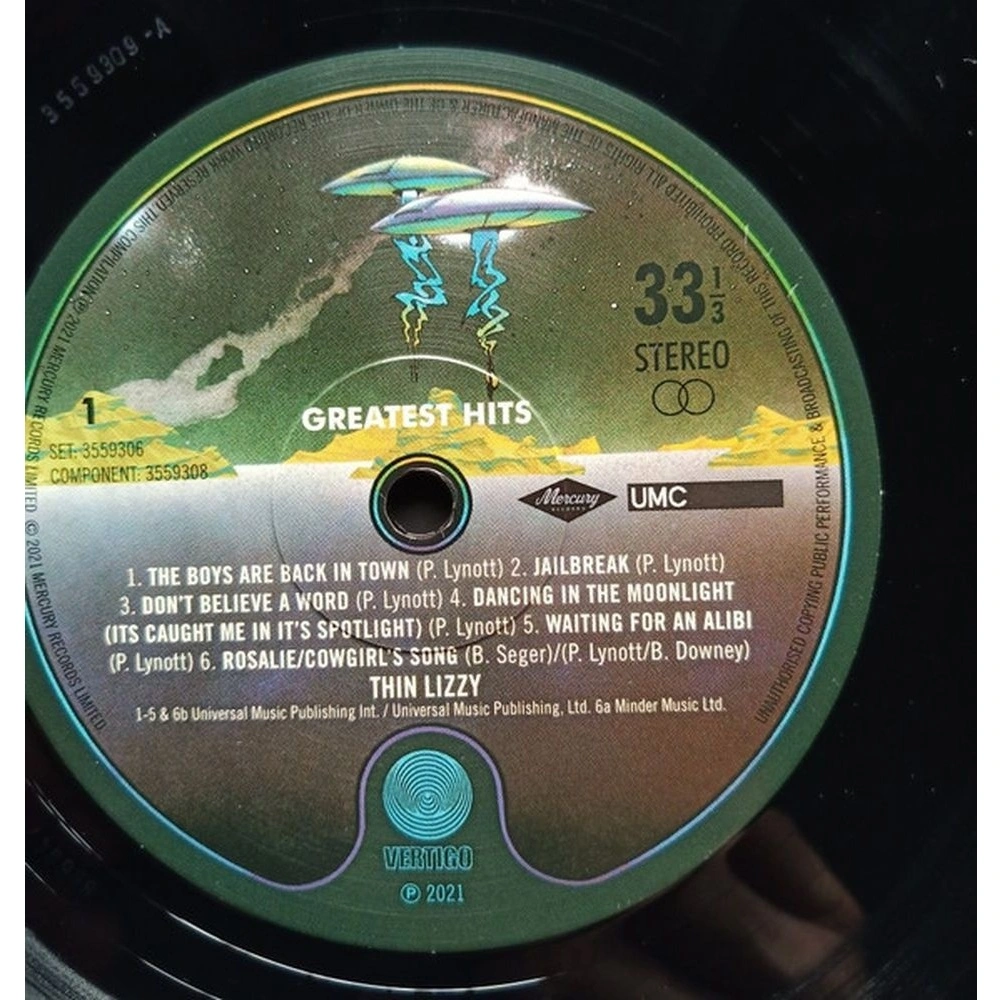 3559309-A
33 1/3
STEREO
GREATEST HITS
1
SET: 3559306
COMPONENT: 3559308
Mercury
RECORDS
UMC
1. THE BOYS ARE BACK IN TOWN (P. Lynott) 2. JAILBREAK (P. Lynott)
3. DON'T BELIEVE A WORD (P. Lynott) 4. DANCING IN THE MOONLIGHT
(ITS CAUGHT ME IN IT'S SPOTLIGHT) (P. Lynott) 5. WAITING FOR AN ALIBI
(P. Lynott) 6. ROSALIE/COWGIRL'S SONG (B. Seger)/(P. Lynott/B. Downey)
THIN LIZZY
1-5 & 6b Universal Music Publishing Int. / Universal Music Publishing, Ltd. 6a Minder Music Ltd.
VERTIGO
℗ 2021
UNAUTHORISED COPYING PUBLIC PERFORMANCE & BROADCASTING OF THIS RECORD PROHIBITED ALL RIGHTS OF THE MANUFACTURER & OF THE OWNER OF THE RECORDED WORK RESERVED. THIS COMPILATION ℗ 2021 MERCURY RECORDS LIMITED © 2021 MERCURY RECORDS LIMITED